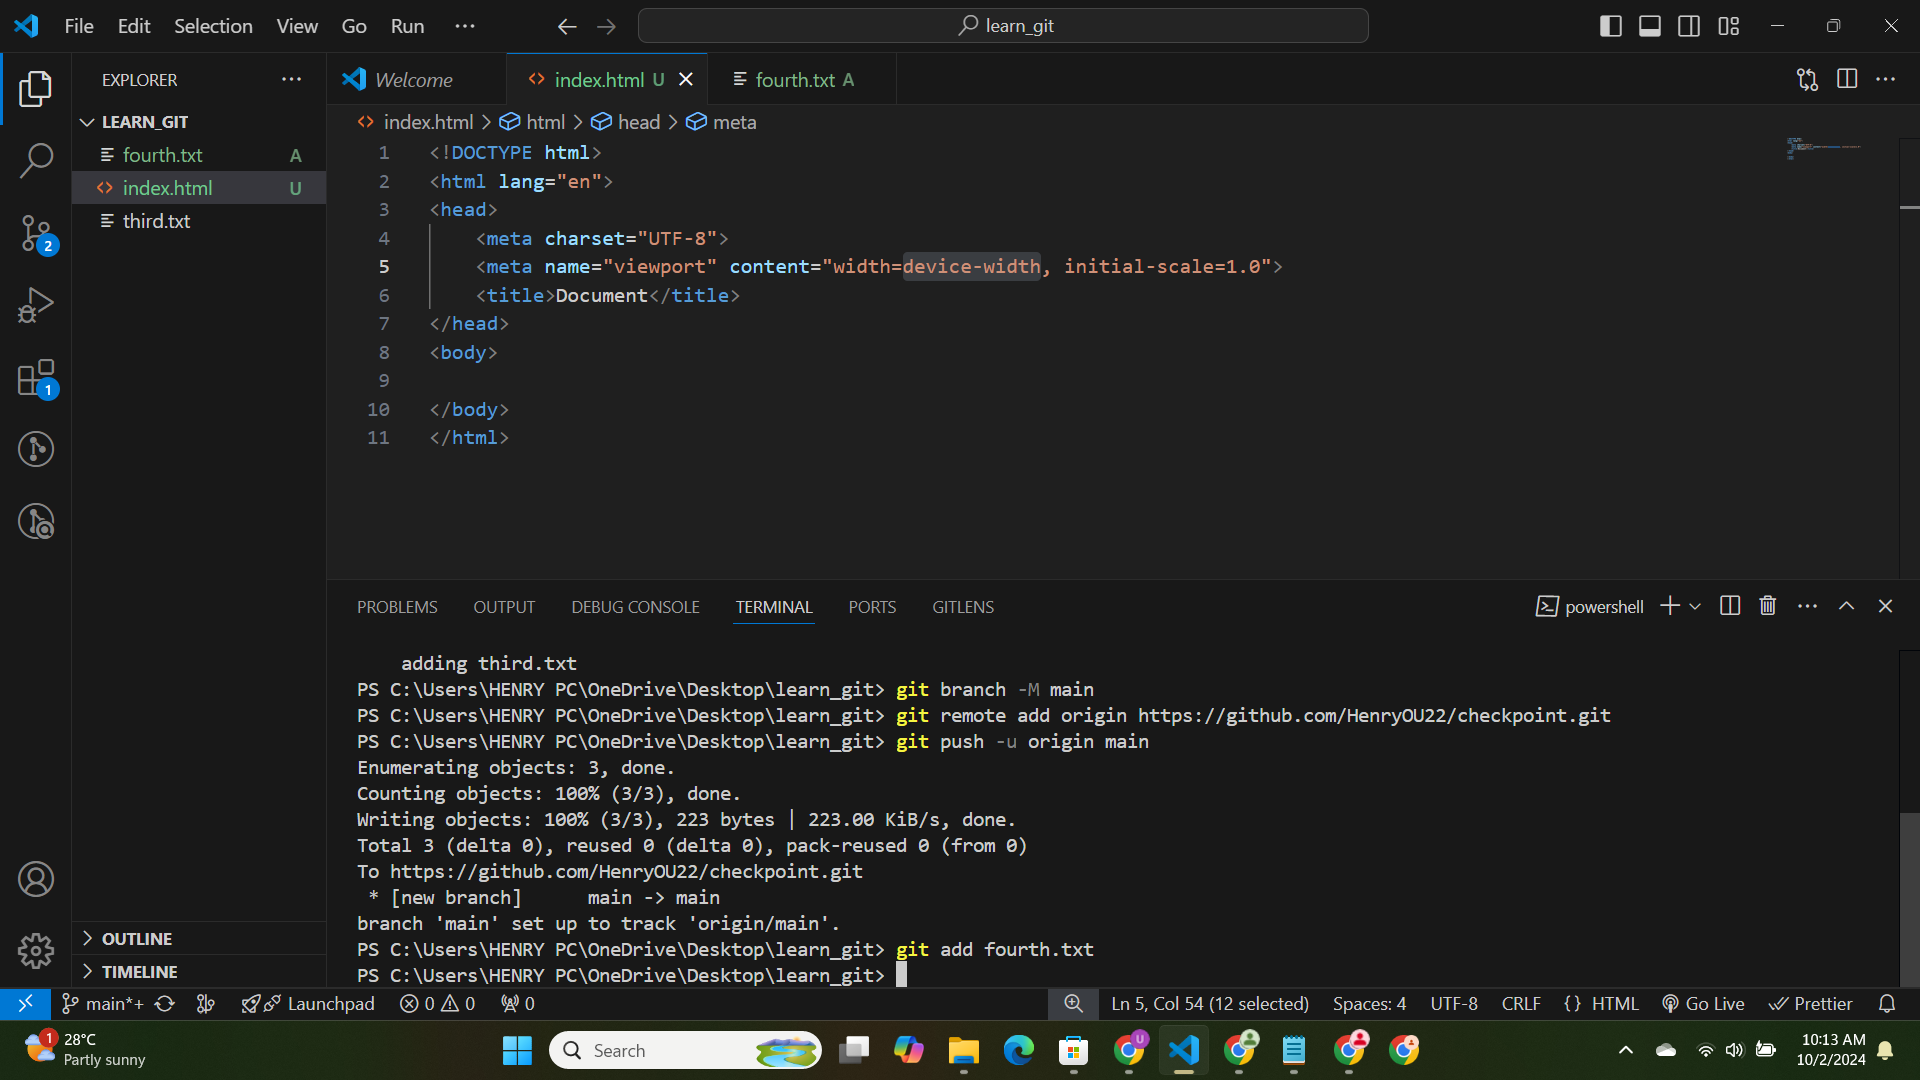 File Edit Selection View Go Run
learn_git
EXPLORER
LEARN_GIT
fourth.txt A
index.html U
third.txt
OUTLINE
TIMELINE
Welcome
index.html U
fourth.txt A
index.html > html > head > meta
1 <!DOCTYPE html>
2 <html lang="en">
3 <head>
4 <meta charset="UTF-8">
5 <meta name="viewport" content="width=device-width, initial-scale=1.0">
6 <title>Document</title>
7 </head>
8 <body>
9
10 </body>
11 </html>
PROBLEMS OUTPUT DEBUG CONSOLE TERMINAL PORTS GITLENS
powershell
adding third.txt
PS C:\Users\HENRY PC\OneDrive\Desktop\learn_git> git branch -M main
PS C:\Users\HENRY PC\OneDrive\Desktop\learn_git> git remote add origin https://github.com/HenryOU22/checkpoint.git
PS C:\Users\HENRY PC\OneDrive\Desktop\learn_git> git push -u origin main
Enumerating objects: 3, done.
Counting objects: 100% (3/3), done.
Writing objects: 100% (3/3), 223 bytes | 223.00 KiB/s, done.
Total 3 (delta 0), reused 0 (delta 0), pack-reused 0 (from 0)
To https://github.com/HenryOU22/checkpoint.git
* [new branch] main -> main
branch 'main' set up to track 'origin/main'.
PS C:\Users\HENRY PC\OneDrive\Desktop\learn_git> git add fourth.txt
PS C:\Users\HENRY PC\OneDrive\Desktop\learn_git>
2
1
main*+ Launchpad 0 0 0
Ln 5, Col 54 (12 selected) Spaces: 4 UTF-8 CRLF {} HTML Go Live Prettier
1
28°C
Partly sunny
Search
U
10:13 AM
10/2/2024